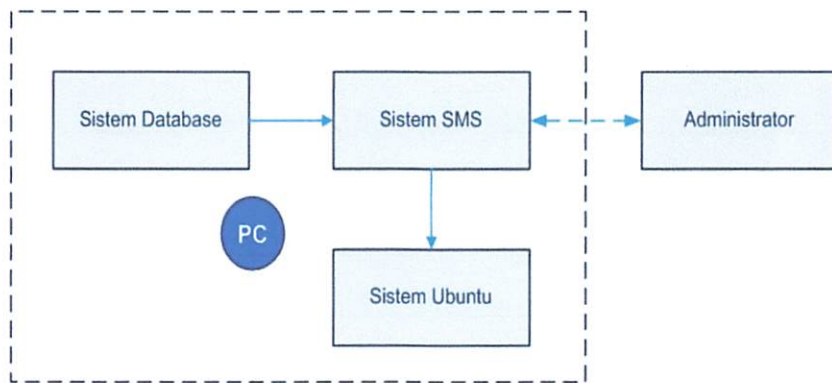 Sistem Database
Sistem SMS
Administrator
PC
Sistem Ubuntu